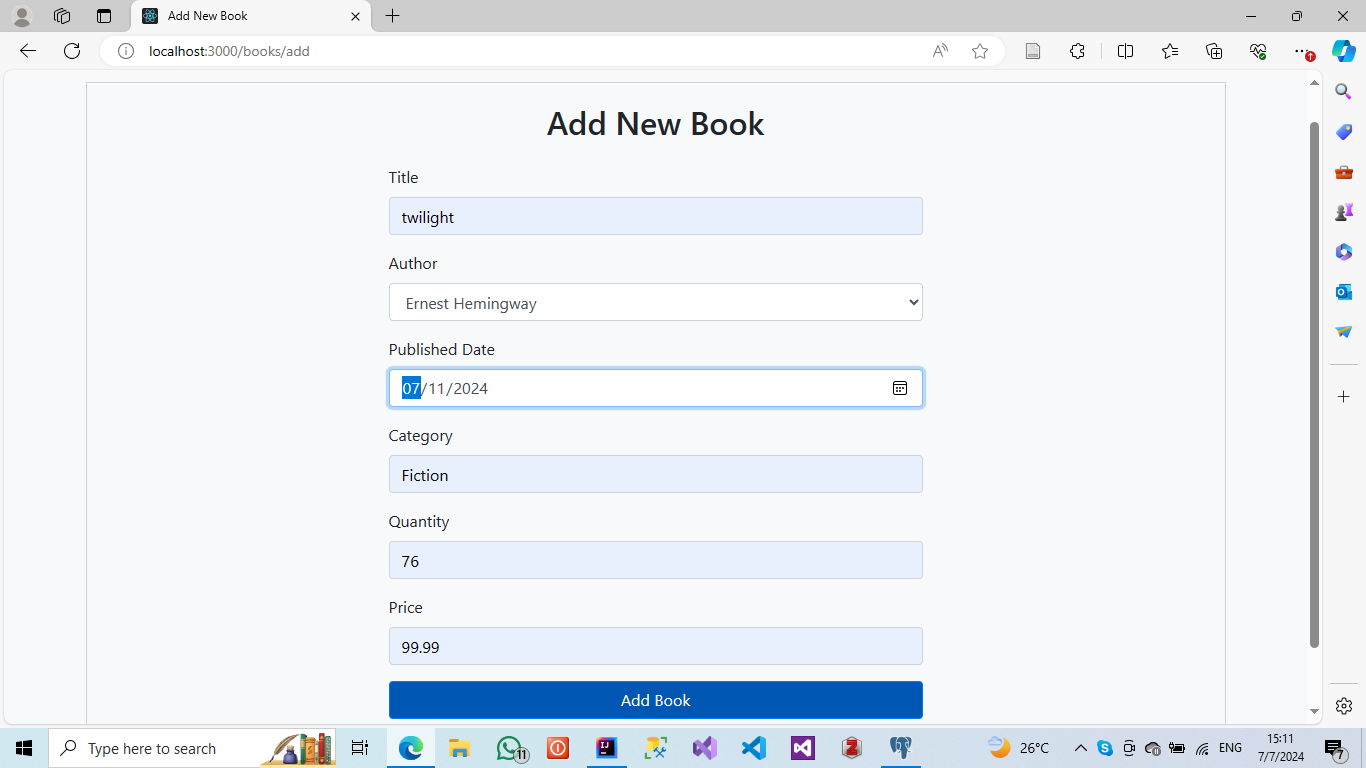 Add New Book
localhost:3000/books/add
Add New Book
Title
twilight
Author
Ernest Hemingway
Published Date
07/11/2024
Category
Fiction
Quantity
76
Price
99.99
Add Book
Type here to search
11
26°C
ENG
15:11
7/7/2024
7